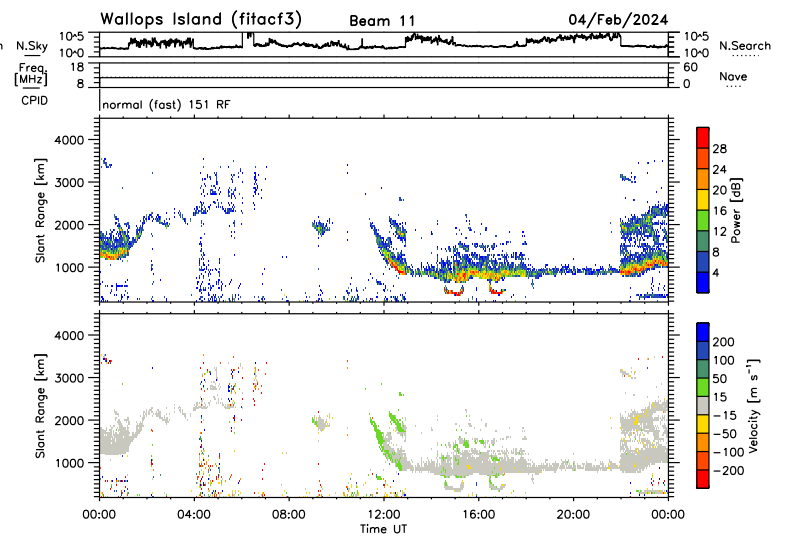 Wallops Island (fitacf3) Beam 11 04/Feb/2024
n N.Sky 10^5 10^0 10^5 10^0 N.Search
Freq. [MHz] 18 8 60 0 Nave
CPID normal (fast) 151 RF
Slant Range [km] 4000 3000 2000 1000
28 24 20 16 12 8 4 Power [dB]
Slant Range [km] 4000 3000 2000 1000
200 100 50 15 -15 -50 -100 -200 Velocity [m s⁻¹]
00:00 04:00 08:00 12:00 16:00 20:00 00:00
Time UT